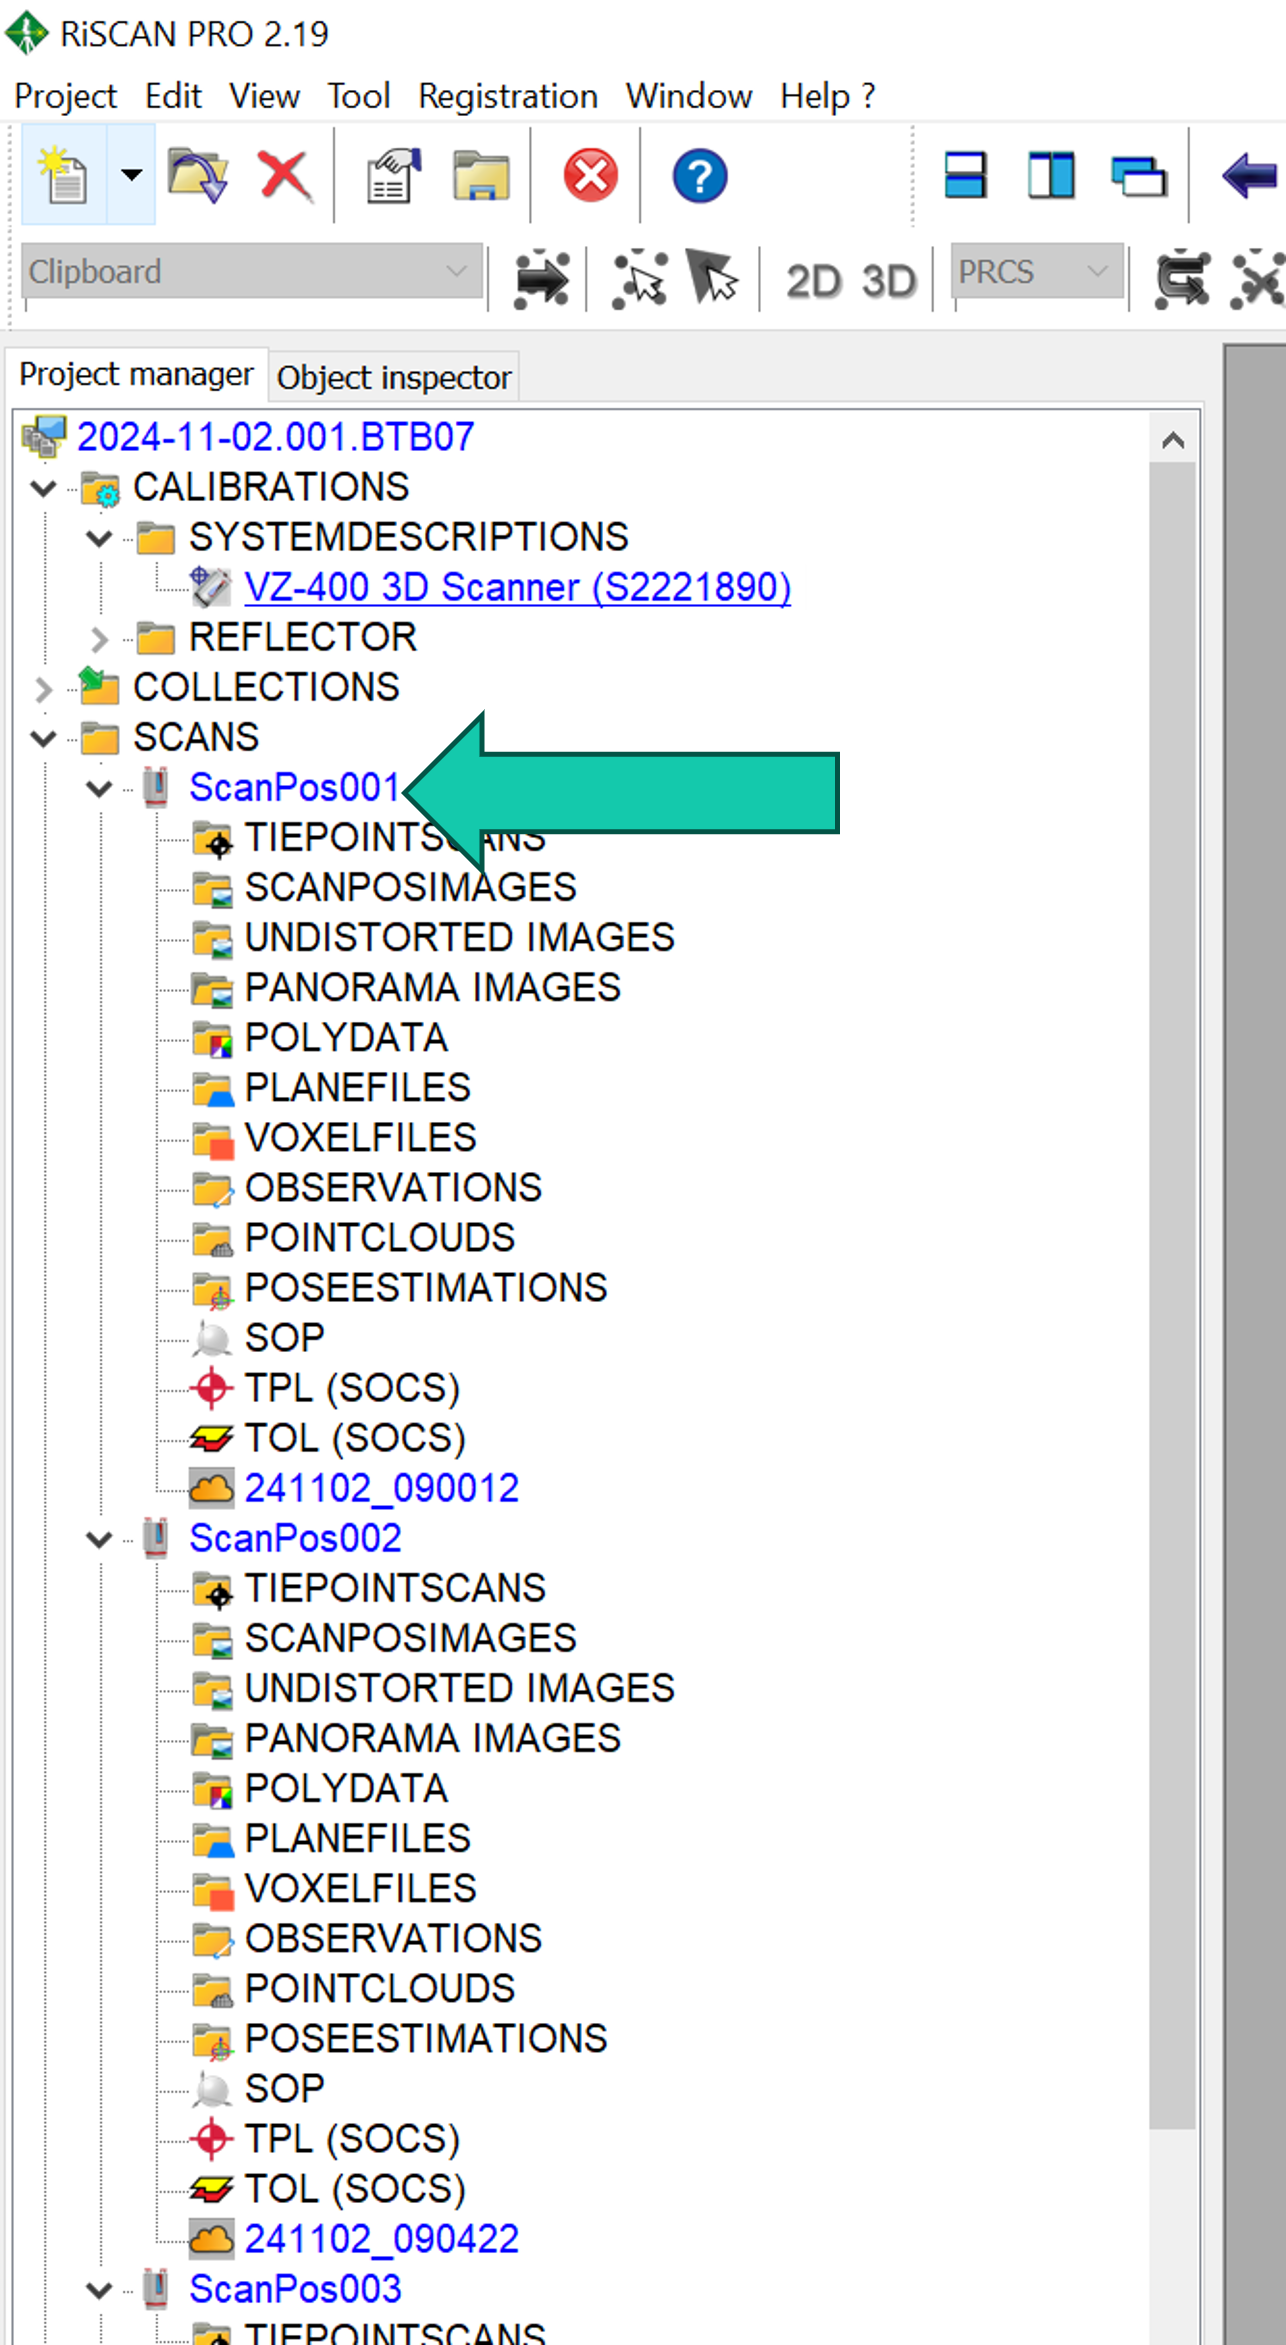 RiSCAN PRO 2.19
Project Edit View Tool Registration Window Help ?
Clipboard 2D 3D PRCS
Project manager Object inspector
2024-11-02.001.BTB07
CALIBRATIONS
SYSTEMDESCRIPTIONS
VZ-400 3D Scanner (S2221890)
REFLECTOR
COLLECTIONS
SCANS
ScanPos001
TIEPOINTSCANS
SCANPOSIMAGES
UNDISTORTED IMAGES
PANORAMA IMAGES
POLYDATA
PLANEFILES
VOXELFILES
OBSERVATIONS
POINTCLOUDS
POSEESTIMATIONS
SOP
TPL (SOCS)
TOL (SOCS)
241102_090012
ScanPos002
TIEPOINTSCANS
SCANPOSIMAGES
UNDISTORTED IMAGES
PANORAMA IMAGES
POLYDATA
PLANEFILES
VOXELFILES
OBSERVATIONS
POINTCLOUDS
POSEESTIMATIONS
SOP
TPL (SOCS)
TOL (SOCS)
241102_090422
ScanPos003
TIEPOINTSCANS